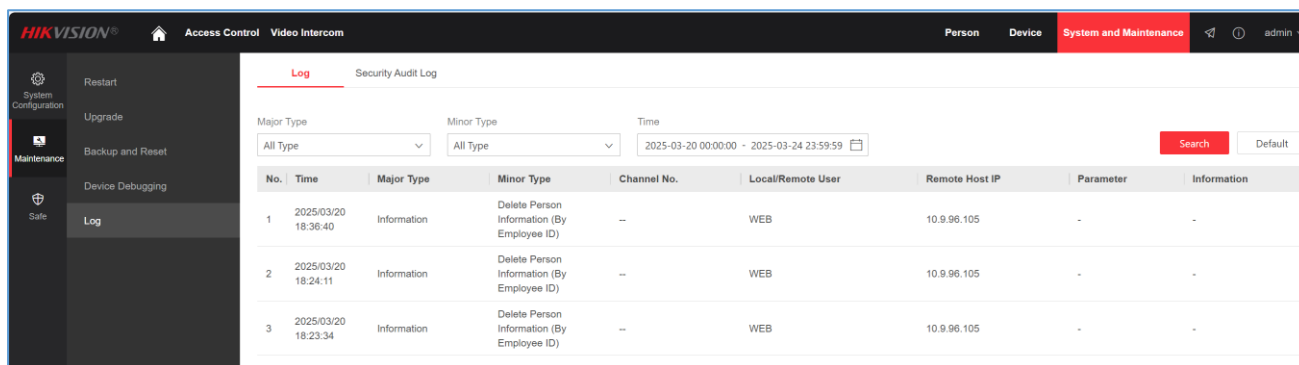 HIKVISION® Access Control Video Intercom Person Device System and Maintenance admin
System
Configuration
Maintenance
Safe
Restart
Upgrade
Backup and Reset
Device Debugging
Log
Log Security Audit Log
Major Type Minor Type Time
All Type All Type 2025-03-20 00:00:00 - 2025-03-24 23:59:59 Search Default
No. Time Major Type Minor Type Channel No. Local/Remote User Remote Host IP Parameter Information
1 2025/03/20 18:36:40 Information Delete Person Information (By Employee ID) -- WEB 10.9.96.105 - -
2 2025/03/20 18:24:11 Information Delete Person Information (By Employee ID) -- WEB 10.9.96.105 - -
3 2025/03/20 18:23:34 Information Delete Person Information (By Employee ID) -- WEB 10.9.96.105 - -